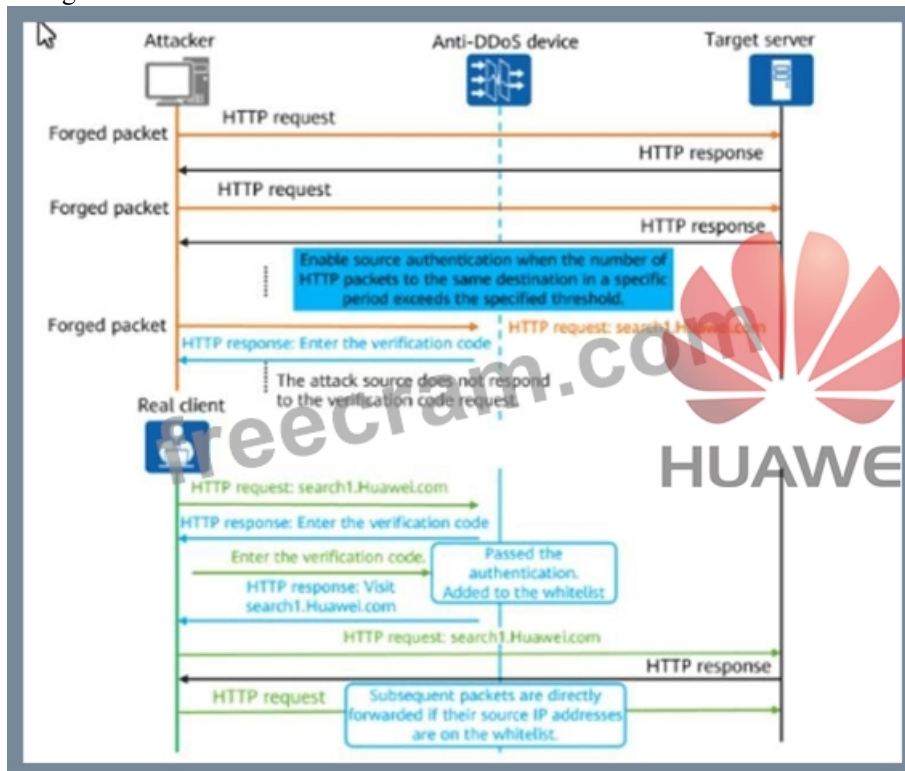 Attacker
Anti-DDoS device
Target server
HTTP request
Forged packet
HTTP response
HTTP request
Forged packet
HTTP response
Enable source authentication when the number of
HTTP packets to the same destination in a specific
period exceeds the specified threshold.
Forged packet
HTTP request: search1.Huawei.com
HTTP response: Enter the verification code
The attack source does not respond
to the verification code request.
Real client
freecram.com
HUAWE
HTTP request: search1.Huawei.com
HTTP response: Enter the verification code
Enter the verification code.
Passed the
authentication.
Added to the whitelist
HTTP response: Visit
search1.Huawei.com
HTTP request: search1.Huawei.com
HTTP response
HTTP request
Subsequent packets are directly
forwarded if their source IP addresses
are on the whitelist.